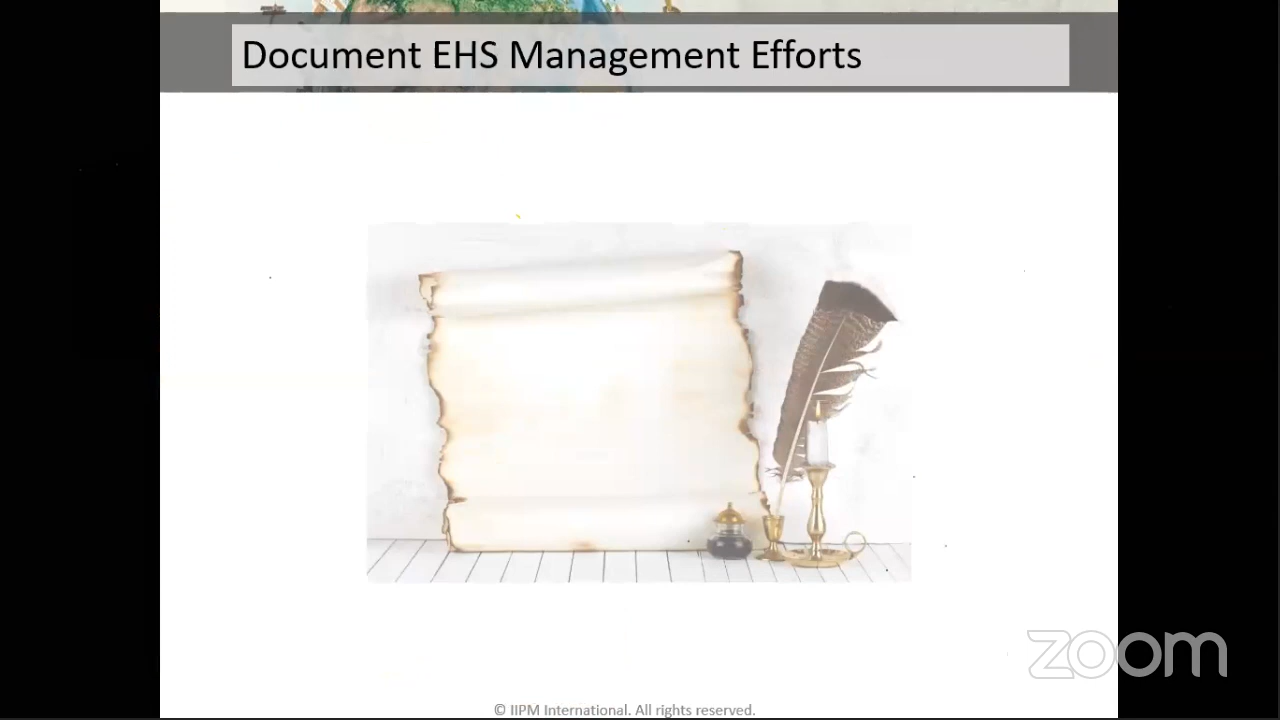 Document EHS Management Efforts
zoom
© IIPM International. All rights reserved.